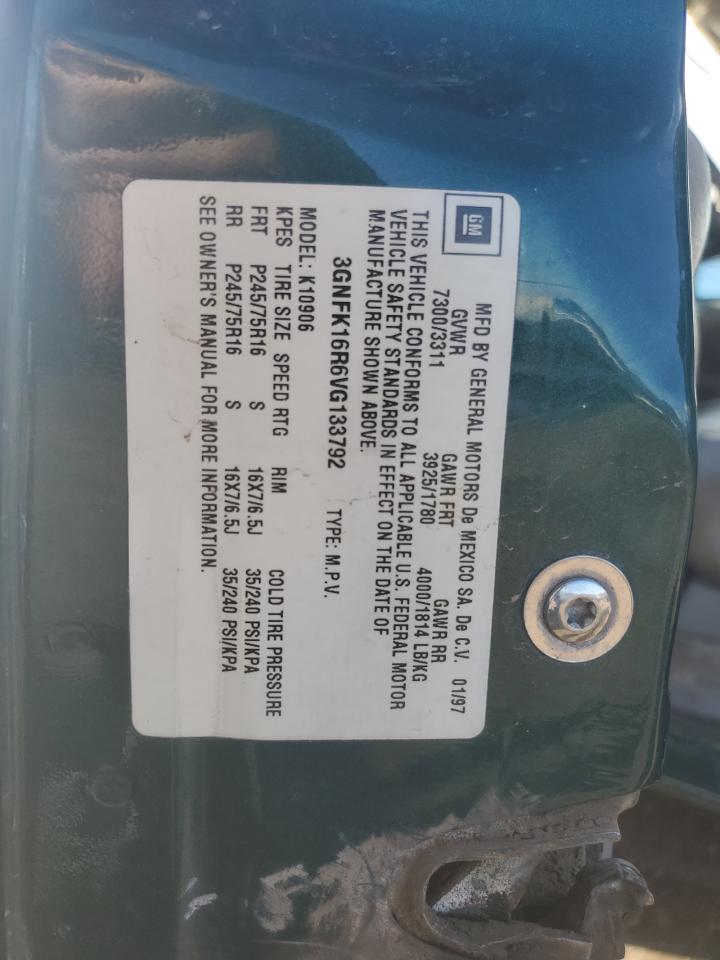 GM
MFD BY GENERAL MOTORS De MEXICO SA. De C.V. 01/97
GVWR GAWR FRT GAWR RR
7300/3311 3925/1780 4000/1814 LB/KG
THIS VEHICLE CONFORMS TO ALL APPLICABLE U.S. FEDERAL MOTOR
VEHICLE SAFETY STANDARDS IN EFFECT ON THE DATE OF
MANUFACTURE SHOWN ABOVE.
3GNFK16R6VG133792 TYPE: M.P.V.
MODEL: K10906
KPES TIRE SIZE SPEED RTG RIM COLD TIRE PRESSURE
FRT P245/75R16 S 16X7/6.5J 35/240 PSI/KPA
RR P245/75R16 S 16X7/6.5J 35/240 PSI/KPA
SEE OWNER'S MANUAL FOR MORE INFORMATION.